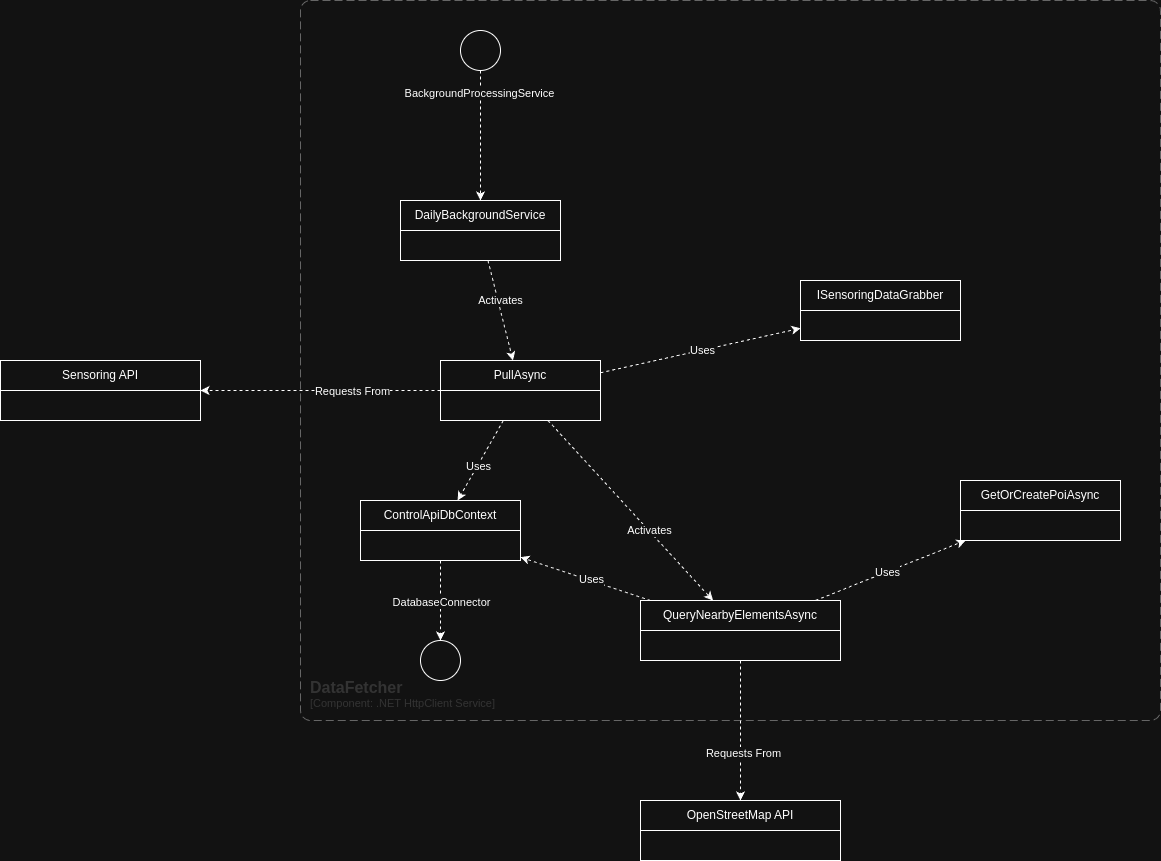 BackgroundProcessingService
DailyBackgroundService
Activates
ISensoringDataGrabber
Uses
Sensoring API
PullAsync
Requests From
Uses
GetOrCreatePoiAsync
ControlApiDbContext
Activates
Uses
Uses
DatabaseConnector
QueryNearbyElementsAsync
DataFetcher
[Component: .NET HttpClient Service]
Requests From
OpenStreetMap API